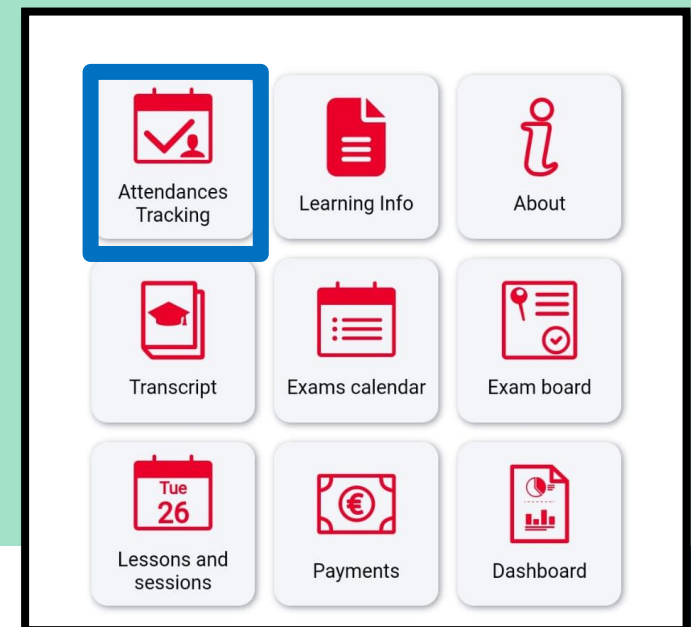 Attendances
Tracking
Learning Info
About
Transcript
Exams calendar
Exam board
Tue
26
Lessons and
sessions
€
Payments
Dashboard